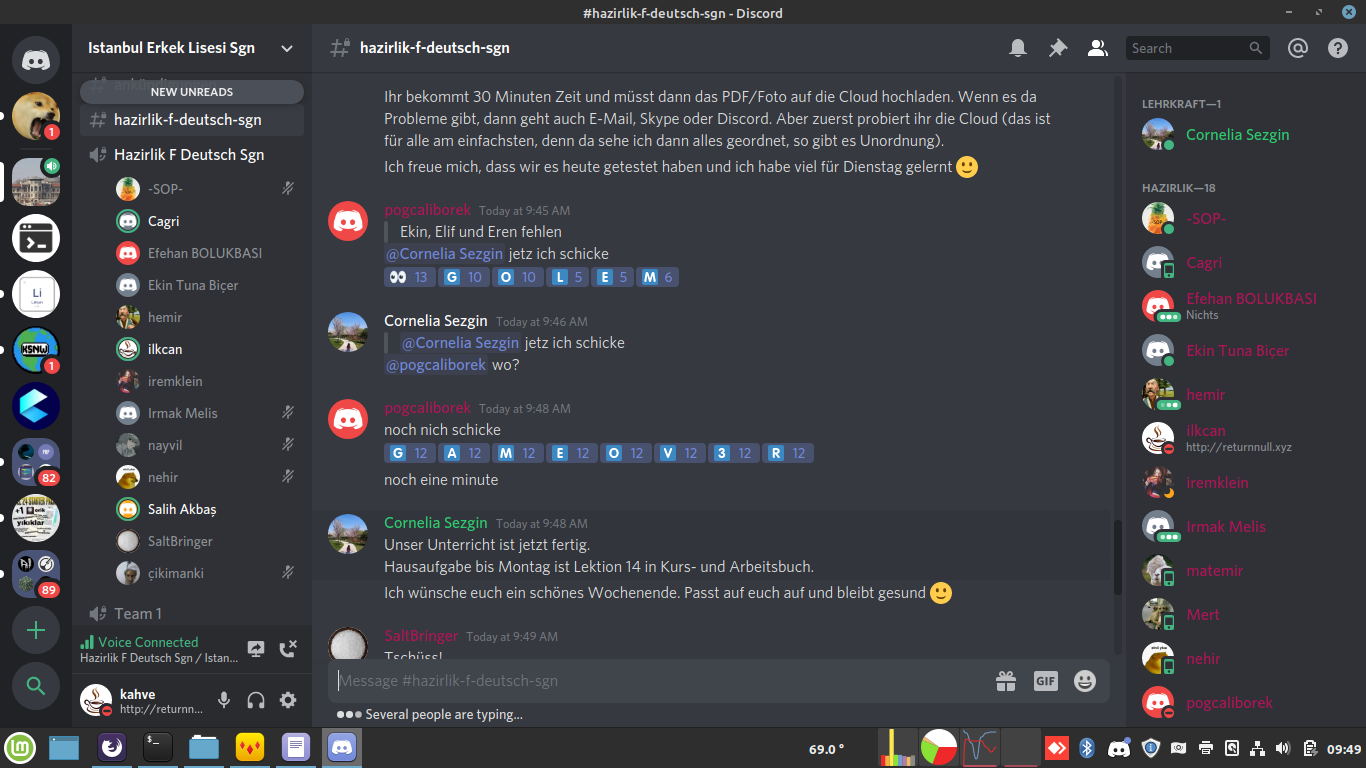 #hazirlik-f-deutsch-sgn - Discord
Istanbul Erkek Lisesi Sgn
NEW UNREADS
hazirlik-f-deutsch-sgn
Hazirlik F Deutsch Sgn
-SOP-
Cagri
Efehan BOLUKBASI
Ekin Tuna Biçer
hemir
ilkcan
iremklein
Irmak Melis
nayvil
nehir
Salih Akbaş
SaltBringer
çikimanki
Team 1
Voice Connected
Hazirlik F Deutsch Sgn / Istan...
kahve
http://returnn...
1
Li
KSNW
1
82
+1
yıkıklar
89
hazirlik-f-deutsch-sgn
Search
Ihr bekommt 30 Minuten Zeit und müsst dann das PDF/Foto auf die Cloud hochladen. Wenn es da
Probleme gibt, dann geht auch E-Mail, Skype oder Discord. Aber zuerst probiert ihr die Cloud (das ist
für alle am einfachsten, denn da sehe ich dann alles geordnet, so gibt es Unordnung).
Ich freue mich, dass wir es heute getestet haben und ich habe viel für Dienstag gelernt 🙂
pogcaliborek Today at 9:45 AM
Ekin, Elif und Eren fehlen
@Cornelia Sezgin jetz ich schicke
👀 13 G 10 O 10 L 5 E 5 M 6
Cornelia Sezgin Today at 9:46 AM
@Cornelia Sezgin jetz ich schicke
@pogcaliborek wo?
pogcaliborek Today at 9:48 AM
noch nich schicke
G 12 A 12 M 12 E 12 O 12 V 12 3 12 R 12
noch eine minute
Cornelia Sezgin Today at 9:48 AM
Unser Unterricht ist jetzt fertig.
Hausaufgabe bis Montag ist Lektion 14 in Kurs- und Arbeitsbuch.
Ich wünsche euch ein schönes Wochenende. Passt auf euch auf und bleibt gesund 🙂
SaltBringer Today at 9:49 AM
Tschüss!
Message #hazirlik-f-deutsch-sgn
GIF
Several people are typing...
LEHRKRAFT—1
Cornelia Sezgin
HAZIRLIK—18
-SOP-
Cagri
Efehan BOLUKBASI
Nichts
Ekin Tuna Biçer
hemir
ilkcan
http://returnnull.xyz
iremklein
Irmak Melis
matemir
Mert
nehir
pogcaliborek
69.0 °
09:49